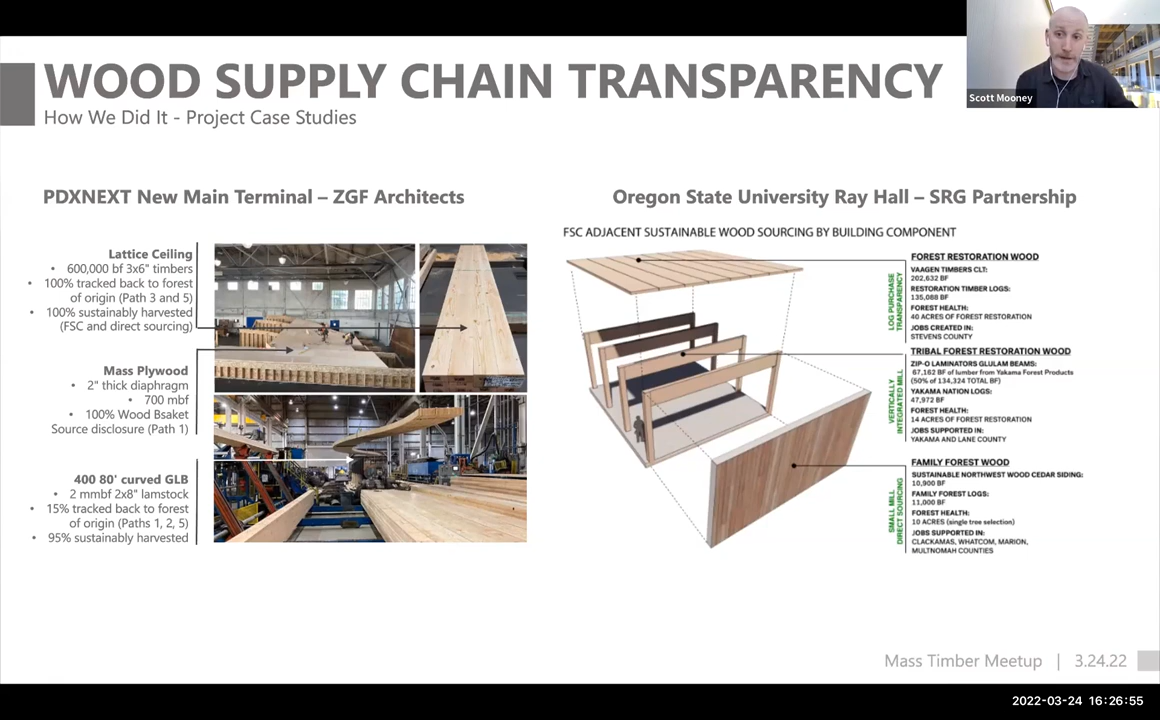 WOOD SUPPLY CHAIN TRANSPARENCY
How We Did It - Project Case Studies
Scott Mooney
PDXNEXT New Main Terminal – ZGF Architects
Lattice Ceiling
• 600,000 bf 3x6" timbers
• 100% tracked back to forest
of origin (Path 3 and 5)
• 100% sustainably harvested
(FSC and direct sourcing)
Mass Plywood
• 2" thick diaphragm
• 700 mbf
• 100% Wood Bsaket
Source disclosure (Path 1)
400 80' curved GLB
• 2 mmbf 2x8" lamstock
• 15% tracked back to forest
of origin (Paths 1, 2, 5)
• 95% sustainably harvested
Oregon State University Ray Hall – SRG Partnership
FSC ADJACENT SUSTAINABLE WOOD SOURCING BY BUILDING COMPONENT
LOG PURCHASE
TRANSPARENCY
FOREST RESTORATION WOOD
VAAGEN TIMBERS CLT:
202,632 BF
RESTORATION TIMBER LOGS:
135,088 BF
FOREST HEALTH:
40 ACRES OF FOREST RESTORATION
JOBS CREATED IN:
STEVENS COUNTY
VERTICALLY
INTEGRATED MILL
TRIBAL FOREST RESTORATION WOOD
ZIP-O LAMINATORS GLULAM BEAMS:
67,162 BF of lumber from Yakama Forest Products
(50% OF 134,324 TOTAL BF)
YAKAMA NATION LOGS:
47,972 BF
FOREST HEALTH:
14 ACRES OF FOREST RESTORATION
JOBS SUPPORTED IN:
YAKAMA AND LANE COUNTY
SMALL MILL
DIRECT SOURCING
FAMILY FOREST WOOD
SUSTAINABLE NORTHWEST WOOD CEDAR SIDING:
10,900 BF
FAMILY FOREST LOGS:
11,000 BF
FOREST HEALTH:
10 ACRES (single tree selection)
JOBS SUPPORTED IN:
CLACKAMAS, WHATCOM, MARION,
MULTNOMAH COUNTIES
Mass Timber Meetup | 3.24.22
2022-03-24 16:26:55